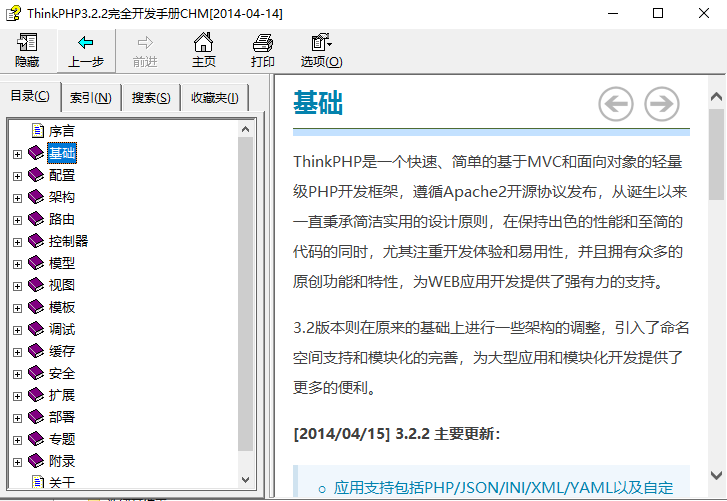 ThinkPHP3.2.2完全开发手册CHM[2014-04-14]
隐藏
上一步
前进
主页
打印
选项(O)
目录(C)
索引(N)
搜索(S)
收藏夹(I)
序言
基础
配置
架构
路由
控制器
模型
视图
模板
调试
缓存
安全
扩展
部署
专题
附录
关于
基础
ThinkPHP是一个快速、简单的基于MVC和面向对象的轻量
级PHP开发框架，遵循Apache2开源协议发布，从诞生以来
一直秉承简洁实用的设计原则，在保持出色的性能和至简的
代码的同时，尤其注重开发体验和易用性，并且拥有众多的
原创功能和特性，为WEB应用开发提供了强有力的支持。
3.2版本则在原来的基础上进行一些架构的调整，引入了命名
空间支持和模块化的完善，为大型应用和模块化开发提供了
更多的便利。
[2014/04/15] 3.2.2 主要更新：
应用支持包括PHP/JSON/INI/XML/YAML以及自定